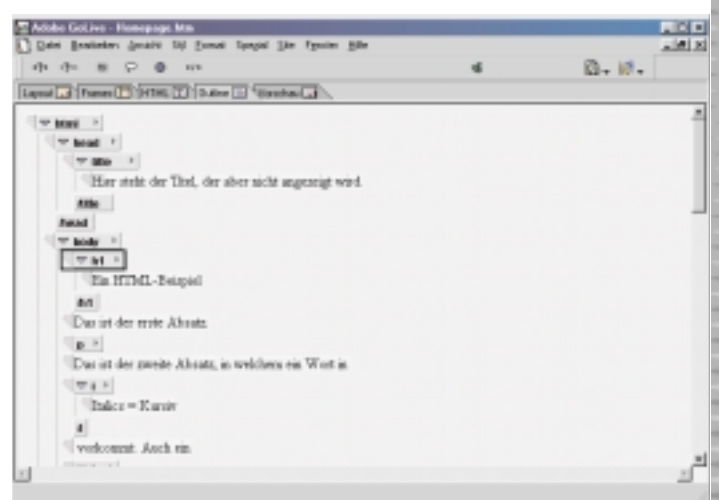 Adobe GoLive - Homepage.htm
Datei Bearbeiten Ansicht Stil Format Spezial Site Fenster Hilfe
Layout Frames HTML Outline Vorschau
html
head
title
Hier steht der Titel, der aber nicht angezeigt wird.
/title
/head
body
h1
Ein HTML-Beispiel
/h1
Das ist der erste Absatz.
p
Das ist der zweite Absatz, in welchem ein Wort in
i
Italics = Kursiv
/i
vorkommt. Auch ein